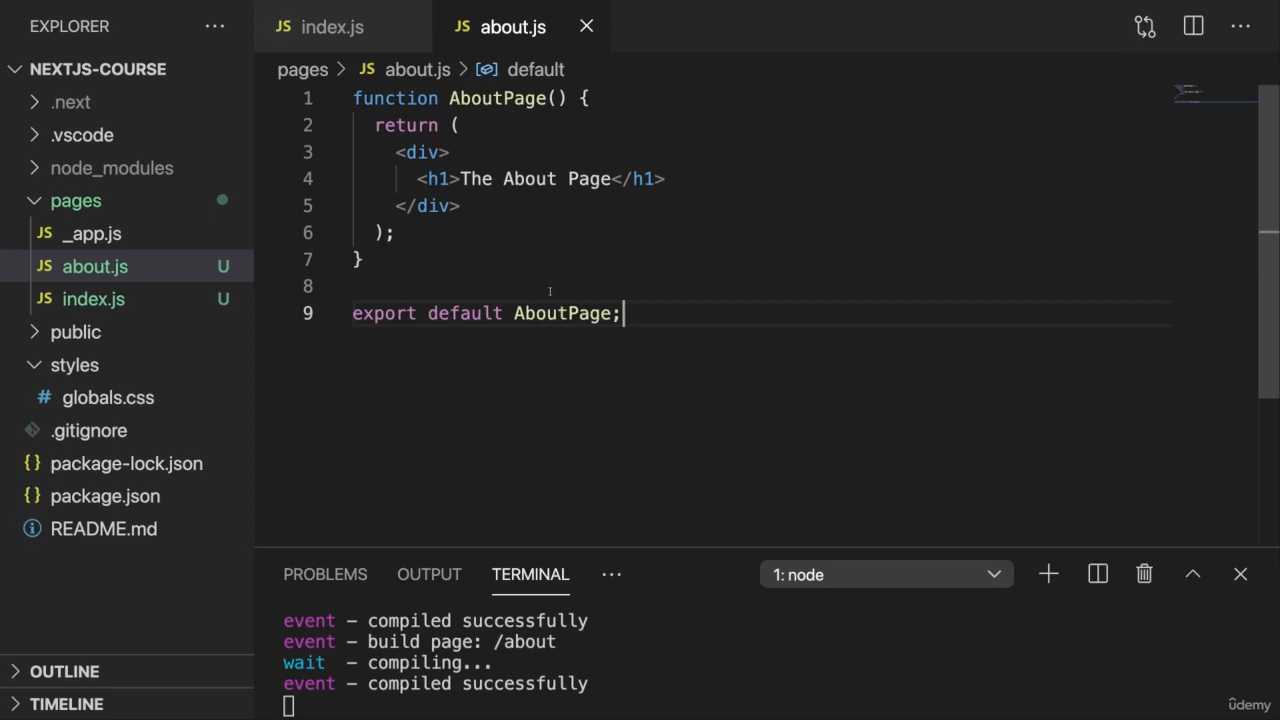 EXPLORER
NEXTJS-COURSE
.next
.vscode
node_modules
pages
JS _app.js
JS about.js U
JS index.js U
public
styles
# globals.css
.gitignore
{} package-lock.json
{} package.json
README.md
OUTLINE
TIMELINE
JS index.js
JS about.js
pages > JS about.js > default
1 function AboutPage() {
2 return (
3 <div>
4 <h1>The About Page</h1>
5 </div>
6 );
7 }
8
9 export default AboutPage;
PROBLEMS OUTPUT TERMINAL ... 1: node
event - compiled successfully
event - build page: /about
wait - compiling...
event - compiled successfully
ûdemy